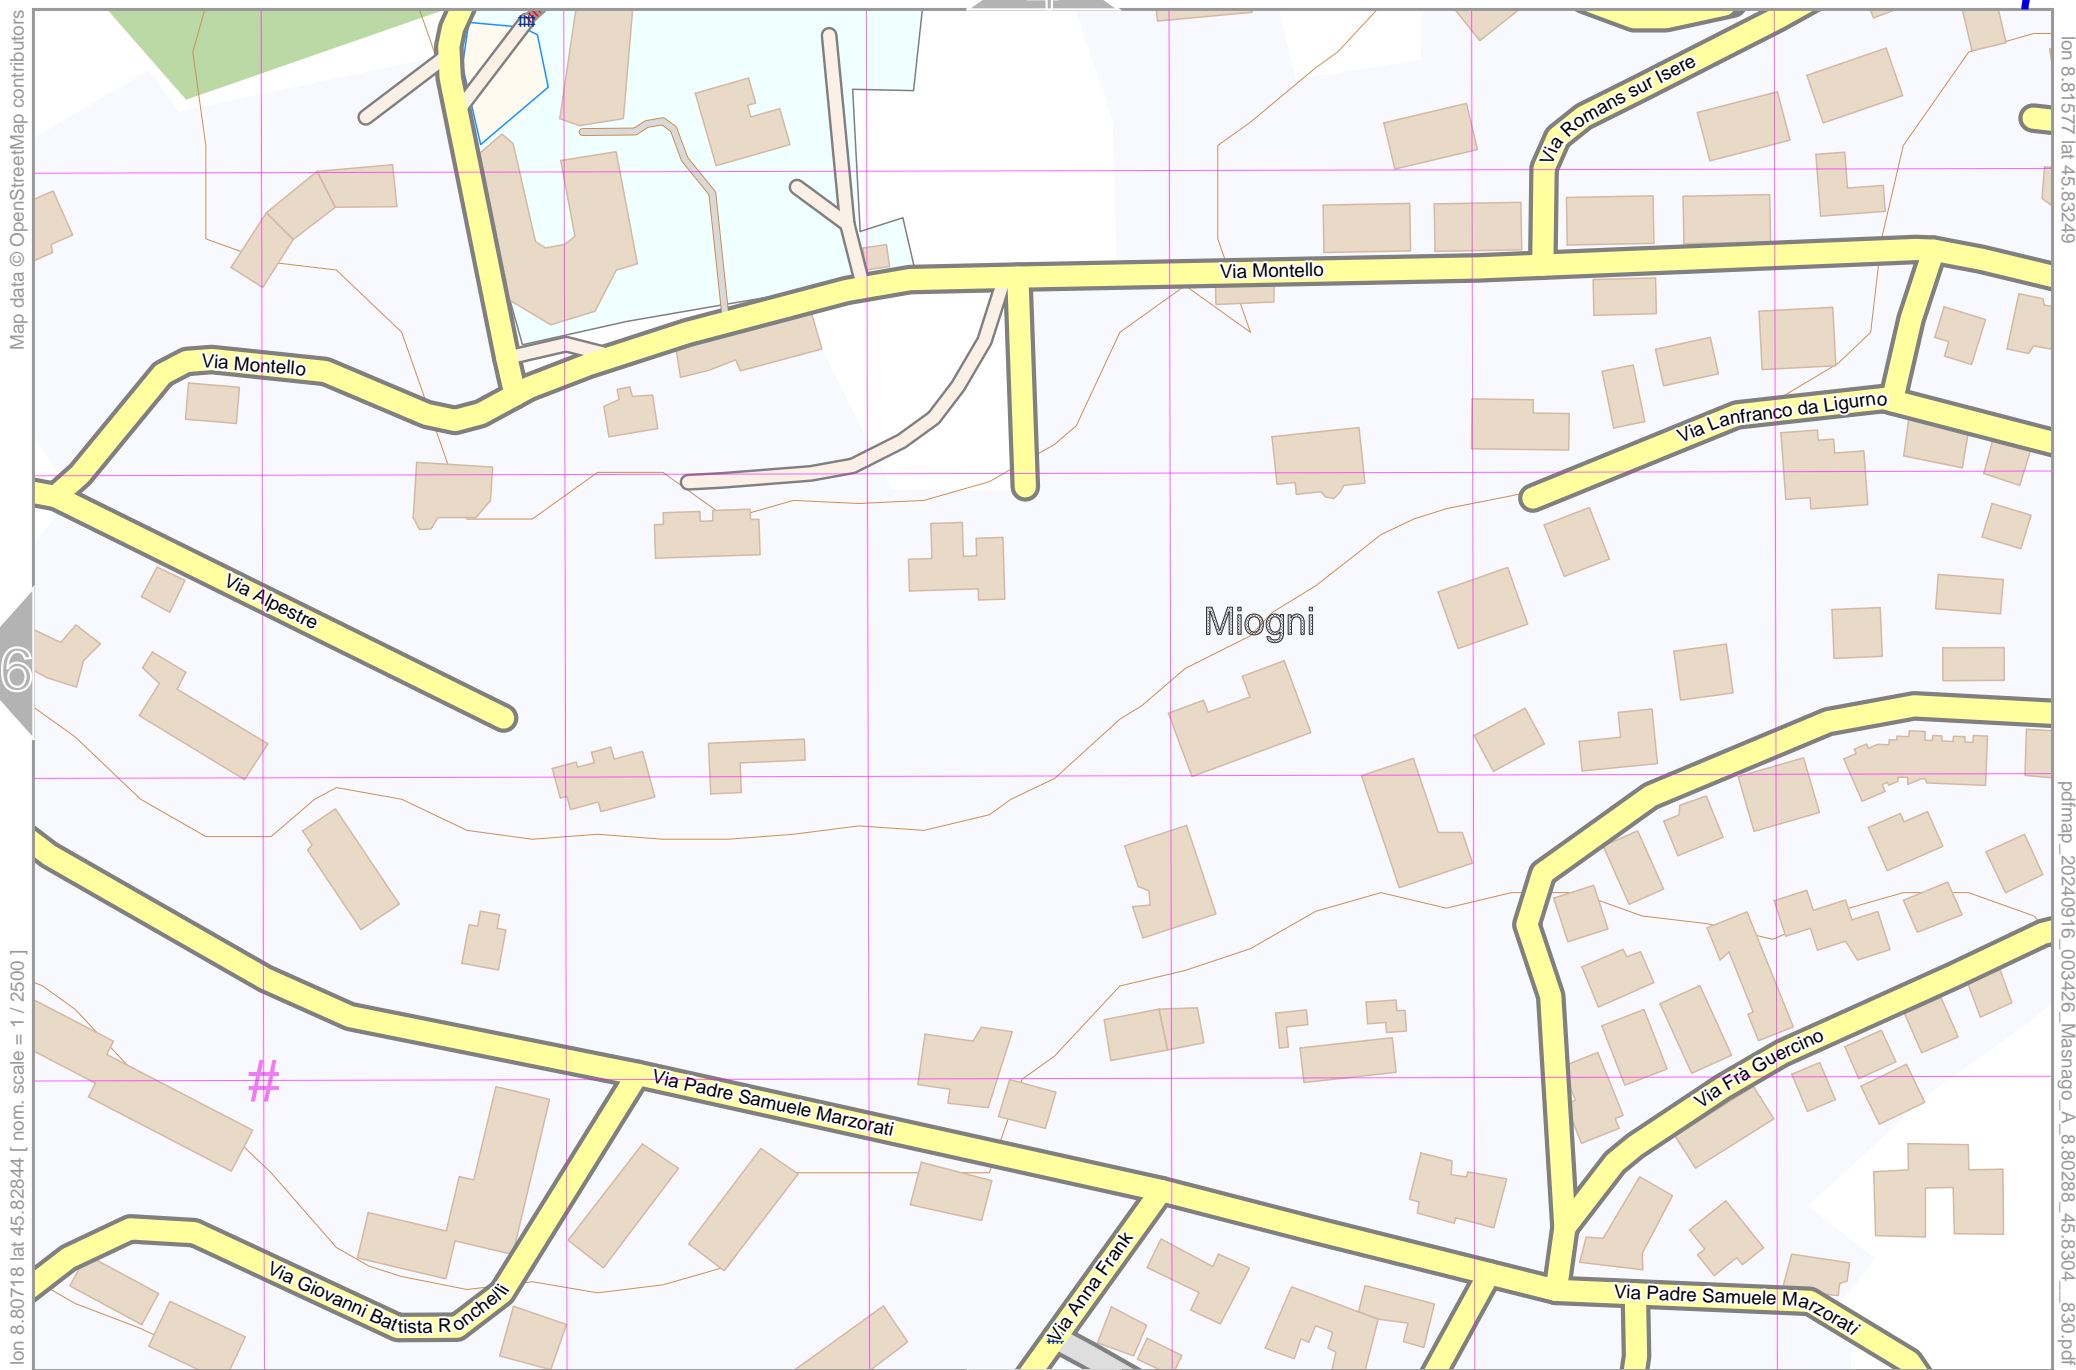 Map data © OpenStreetMap contributors
lon 8.81577 lat 45.83249
Via Romans sur Isere
Via Montello
Via Montello
Via Lanfranco da Ligurno
Via Alpestre
Miogni
6
#
Via Padre Samuele Marzorati
Via Frà Guercino
Via Giovanni Battista Ronchelli
Via Anna Frank
Via Padre Samuele Marzorati
lon 8.80718 lat 45.82844 [ nom. scale = 1 / 2500 ]
pdfmap_20240916_003426_Masnago_A_8.80288_45.8304__830.pdf